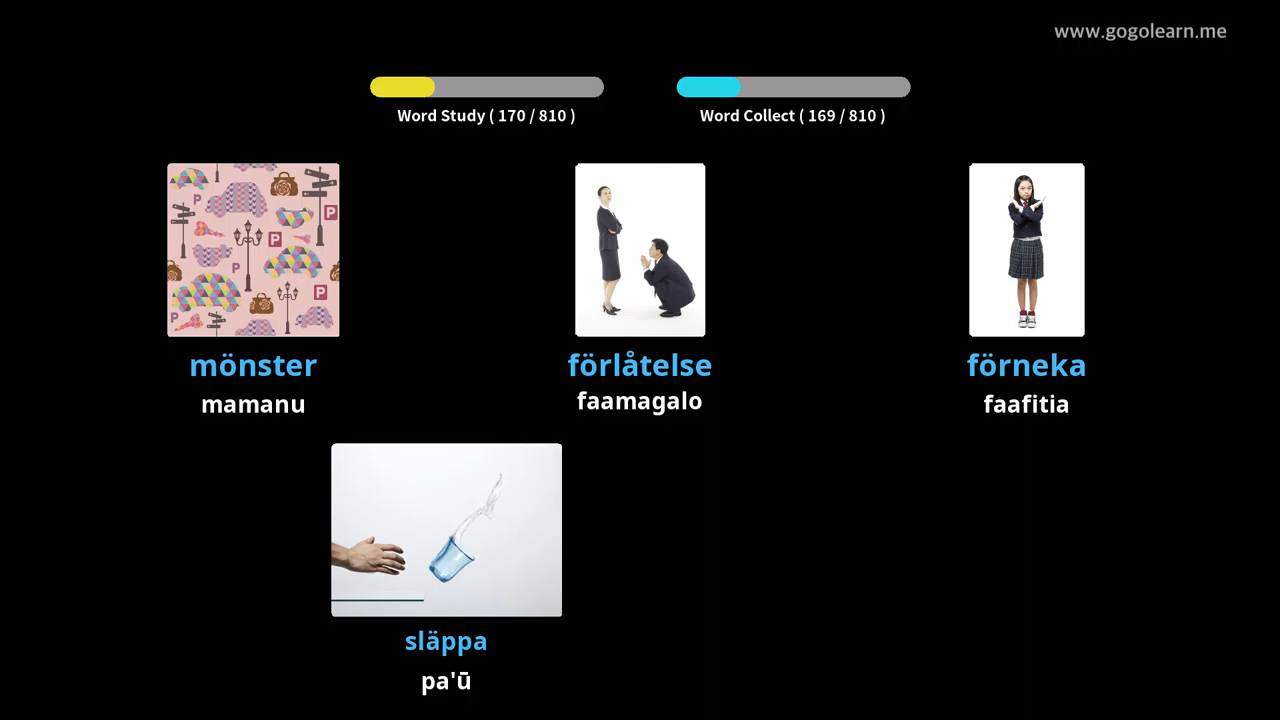 www.gogolearn.me
Word Study ( 170 / 810 )
Word Collect ( 169 / 810 )
P
P
P
P
P
P
mönster
mamanu
förlåtelse
faamagalo
förneka
faafitia
släppa
pa'ū